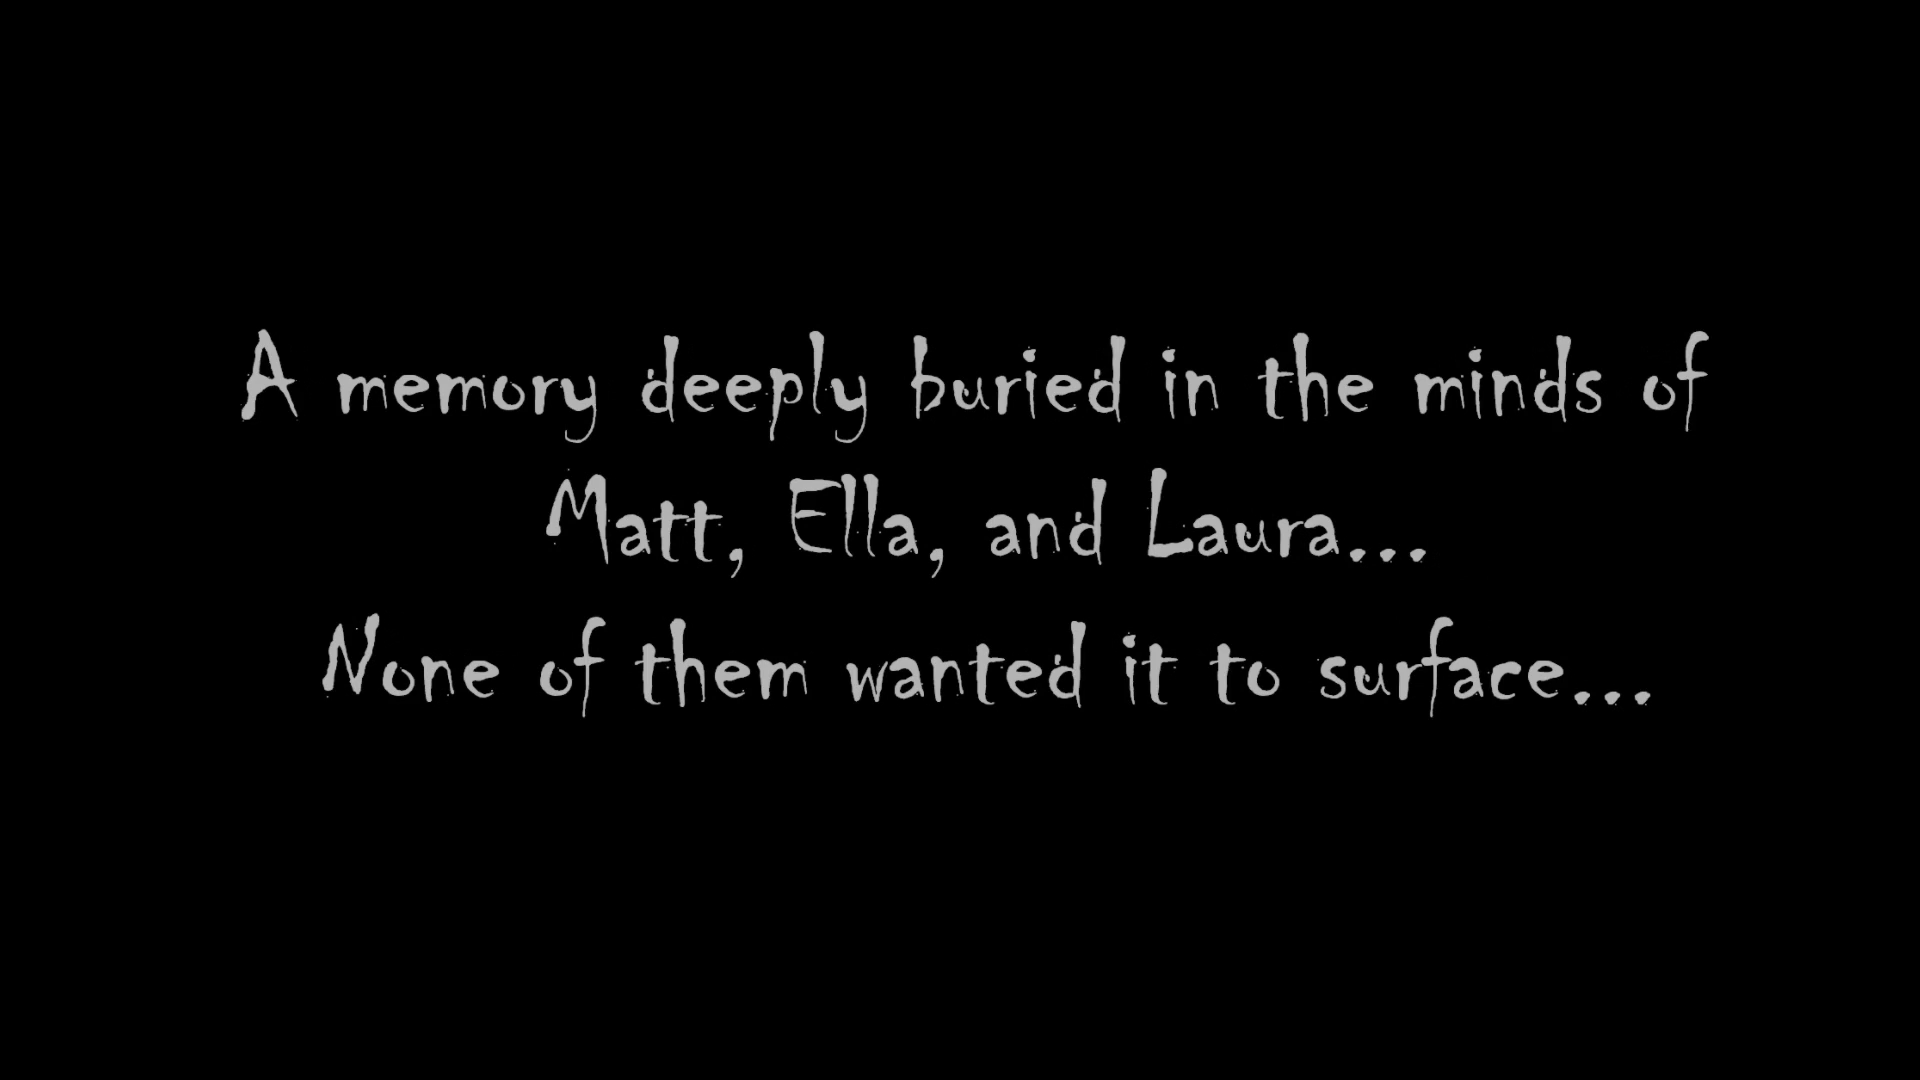 A memory deeply buried in the minds of
Matt, Ella, and Laura...
None of them wanted it to surface...